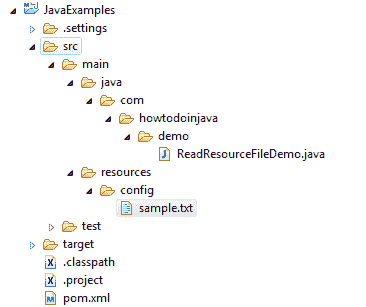 JavaExamples
.settings
src
main
java
com
howtodoinjava
demo
ReadResourceFileDemo.java
resources
config
sample.txt
test
target
.classpath
.project
pom.xml